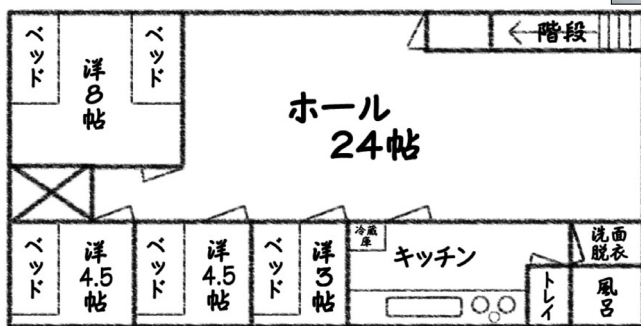 階段
ベッド
ベッド
洋8帖
ホール
24帖
ベッド
洋4.5帖
ベッド
洋4.5帖
ベッド
洋3帖
冷蔵庫
キッチン
洗面
脱衣
トイレ
風呂